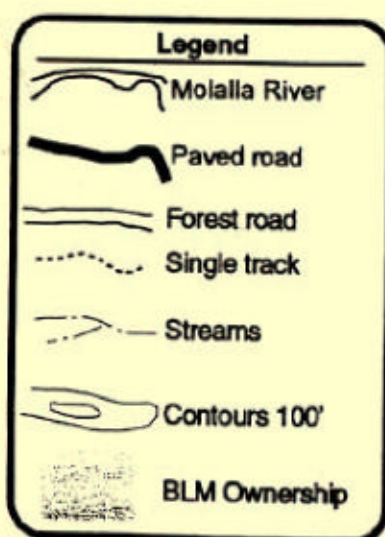 Legend
Molalla River
Paved road
Forest road
Single track
Streams
Contours 100'
BLM Ownership